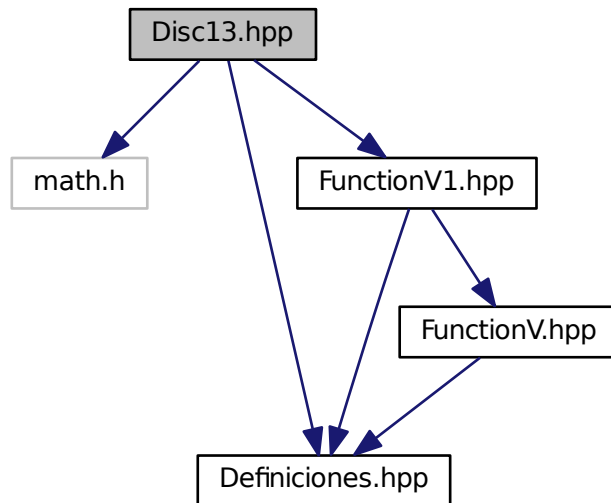 Disc13.hpp
math.h
FunctionV1.hpp
FunctionV.hpp
Definiciones.hpp